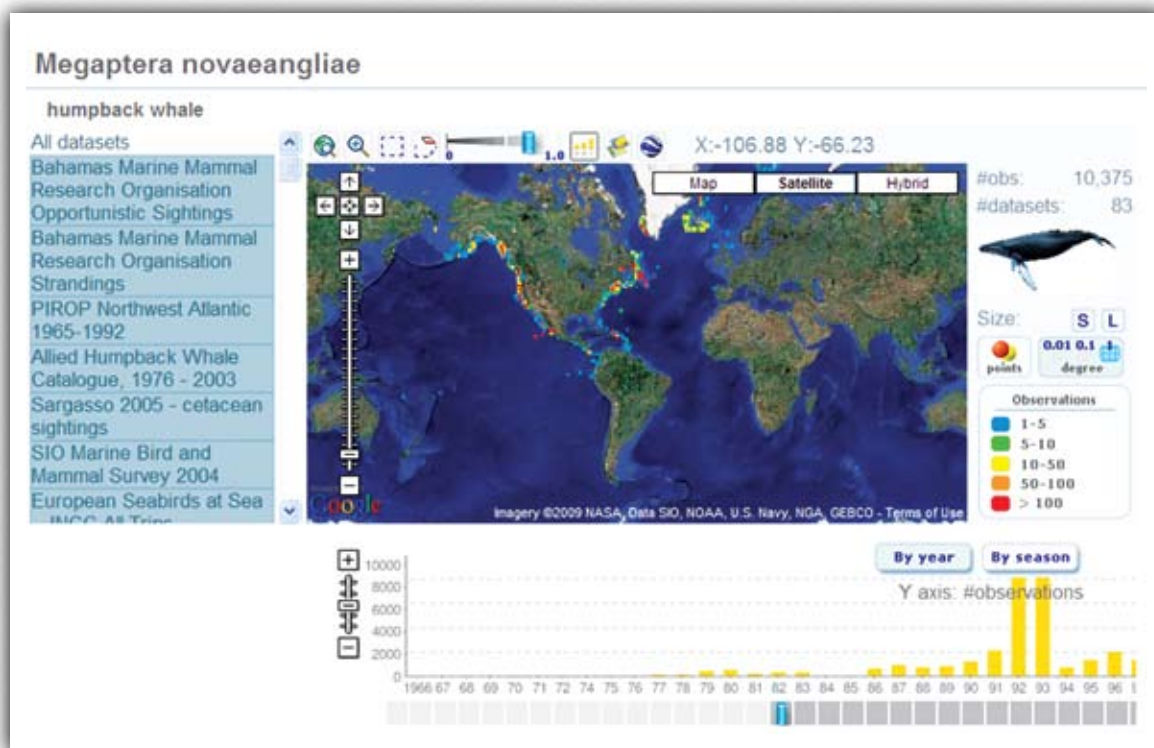 Megaptera novaeangliae
humpback whale
All datasets
Bahamas Marine Mammal
Research Organisation
Opportunistic Sightings
Bahamas Marine Mammal
Research Organisation
Strandings
PIROP Northwest Atlantic
1965-1992
Allied Humpback Whale
Catalogue, 1976 - 2003
Sargasso 2005 - cetacean
sightings
SIO Marine Bird and
Mammal Survey 2004
European Seabirds at Sea
0 1.0
X:-106.88 Y:-66.23
Map Satellite Hybrid
Google
Imagery ©2009 NASA, Data SIO, NOAA, U.S. Navy, NGA, GEBCO - Terms of Use
#obs: 10,375
#datasets: 83
Size: S L
points
0.01 0.1 1
degree
Observations
1-5
5-10
10-50
50-100
> 100
By year By season
Y axis: #observations
10000
8000
6000
4000
2000
0
1966 67 68 69 70 71 72 73 74 75 76 77 78 79 80 81 82 83 84 85 86 87 88 89 90 91 92 93 94 95 96